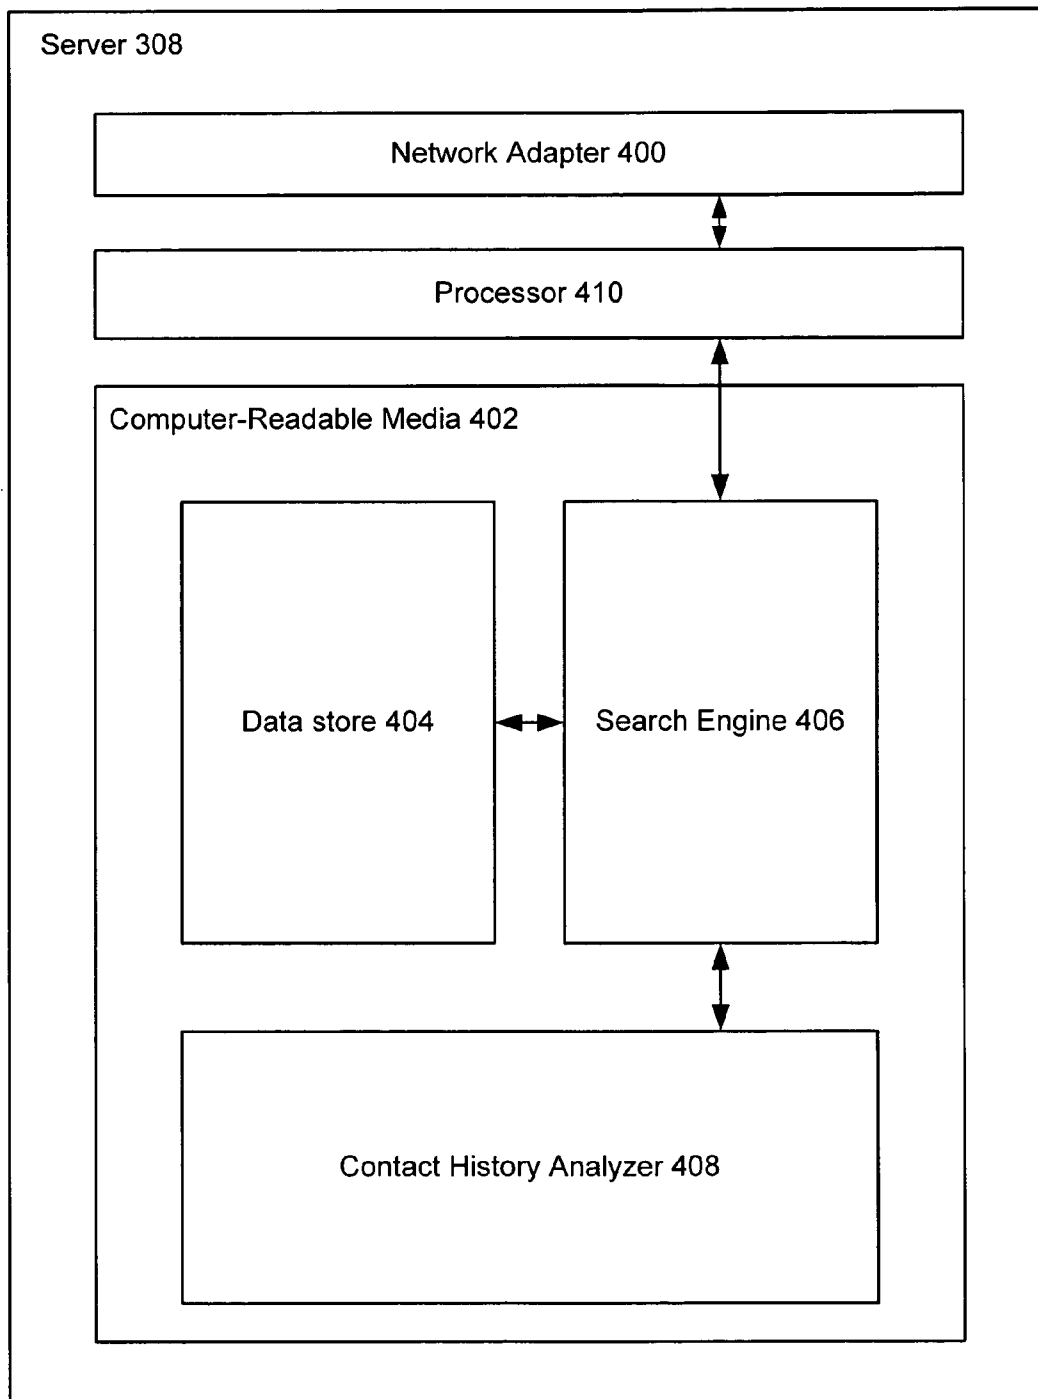 Server 308
Network Adapter 400
Processor 410
Computer-Readable Media 402
Data store 404
Search Engine 406
Contact History Analyzer 408